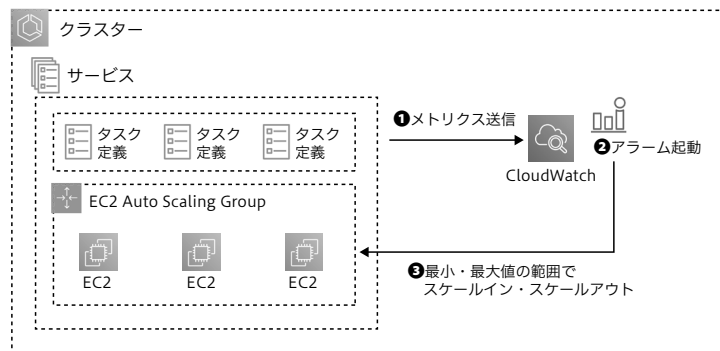 クラスター
サービス
タスク
定義
タスク
定義
タスク
定義
❶メトリクス送信
CloudWatch
❷アラーム起動
EC2 Auto Scaling Group
EC2
EC2
EC2
❸最小・最大値の範囲で
スケールイン・スケールアウト